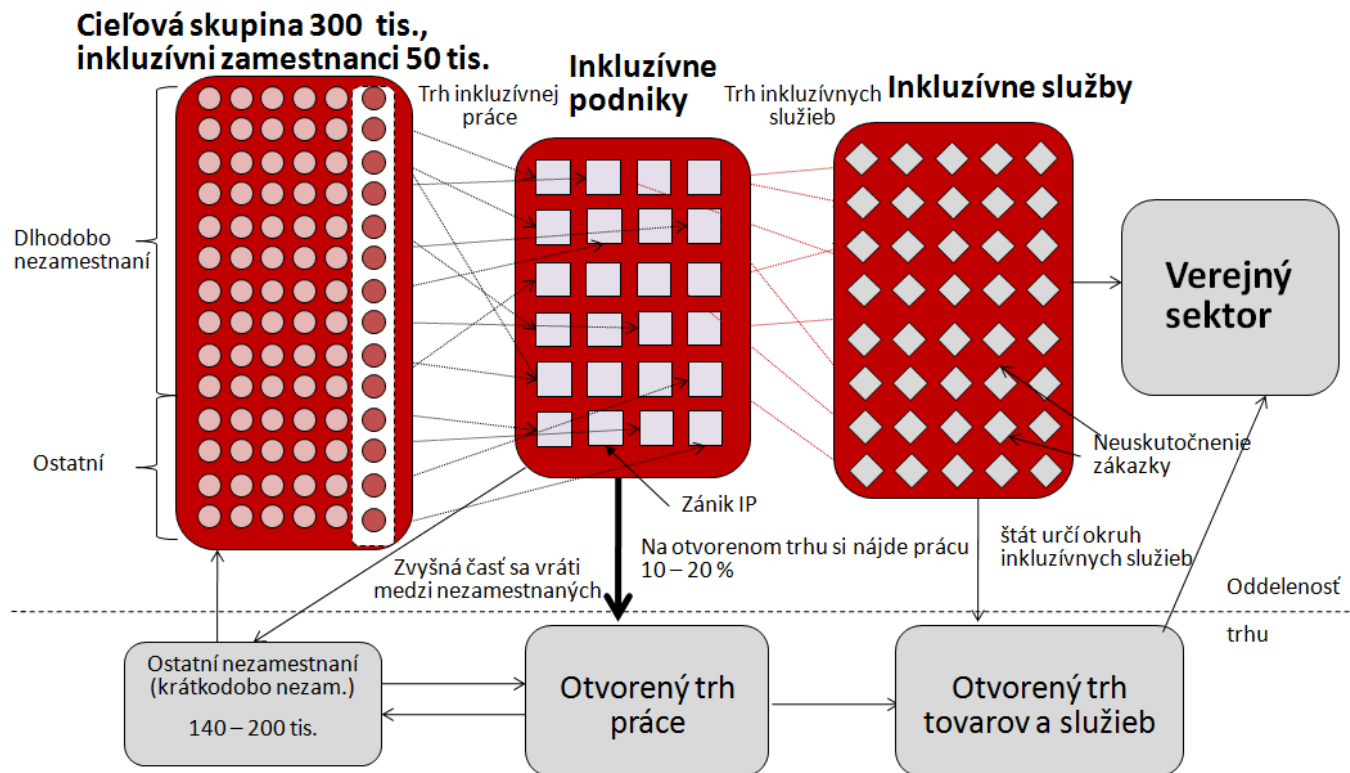 Cieľová skupina 300 tis.,
inkluzívni zamestnanci 50 tis.
Trh inkluzívnej
práce
Inkluzívne
podniky
Trh inkluzívnych
služieb
Inkluzívne služby
Dlhodobo
nezamestnaní
Ostatní
Verejný
sektor
Neuskutočnenie
zákazky
Zánik IP
Zvyšná časť sa vráti
medzi nezamestnaných
Na otvorenom trhu si nájde prácu
10 – 20 %
štát určí okruh
inkluzívnych služieb
Oddelenosť
trhu
Ostatní nezamestnaní
(krátkodobo nezam.)
140 – 200 tis.
Otvorený trh
práce
Otvorený trh
tovarov a služieb